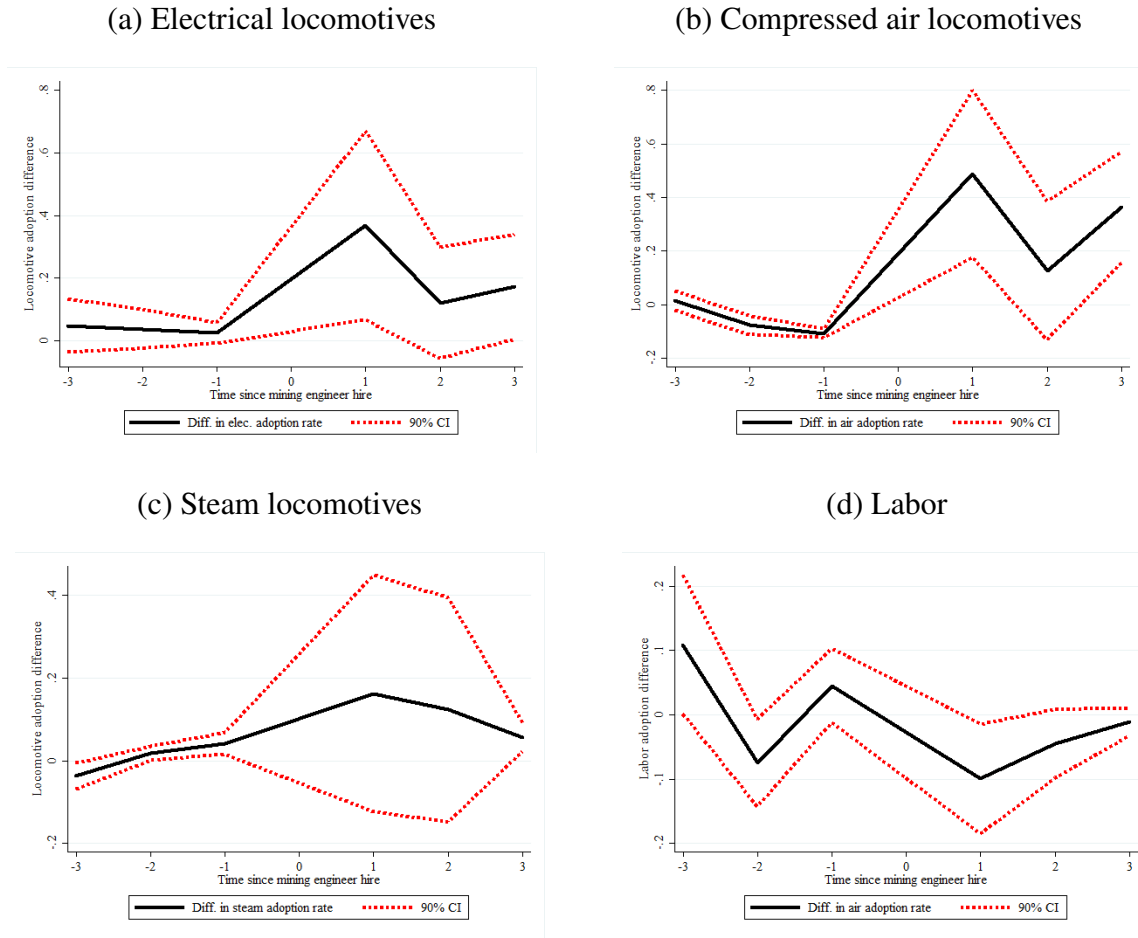 (a) Electrical locomotives
(b) Compressed air locomotives
Locomotive adoption difference
.8
.6
.4
.2
0
-3 -2 -1 0 1 2 3
Time since mining engineer hire
Diff. in elec. adoption rate 90% CI
Locomotive adoption difference
.8
.6
.4
.2
0
-.2
-3 -2 -1 0 1 2 3
Time since mining engineer hire
Diff. in air adoption rate 90% CI
(c) Steam locomotives
(d) Labor
Locomotive adoption difference
.4
.2
0
-.2
-3 -2 -1 0 1 2 3
Time since mining engineer hire
Diff. in steam adoption rate 90% CI
Labor adoption difference
.2
.1
0
-.1
-.2
-3 -2 -1 0 1 2 3
Time since mining engineer hire
Diff. in air adoption rate 90% CI